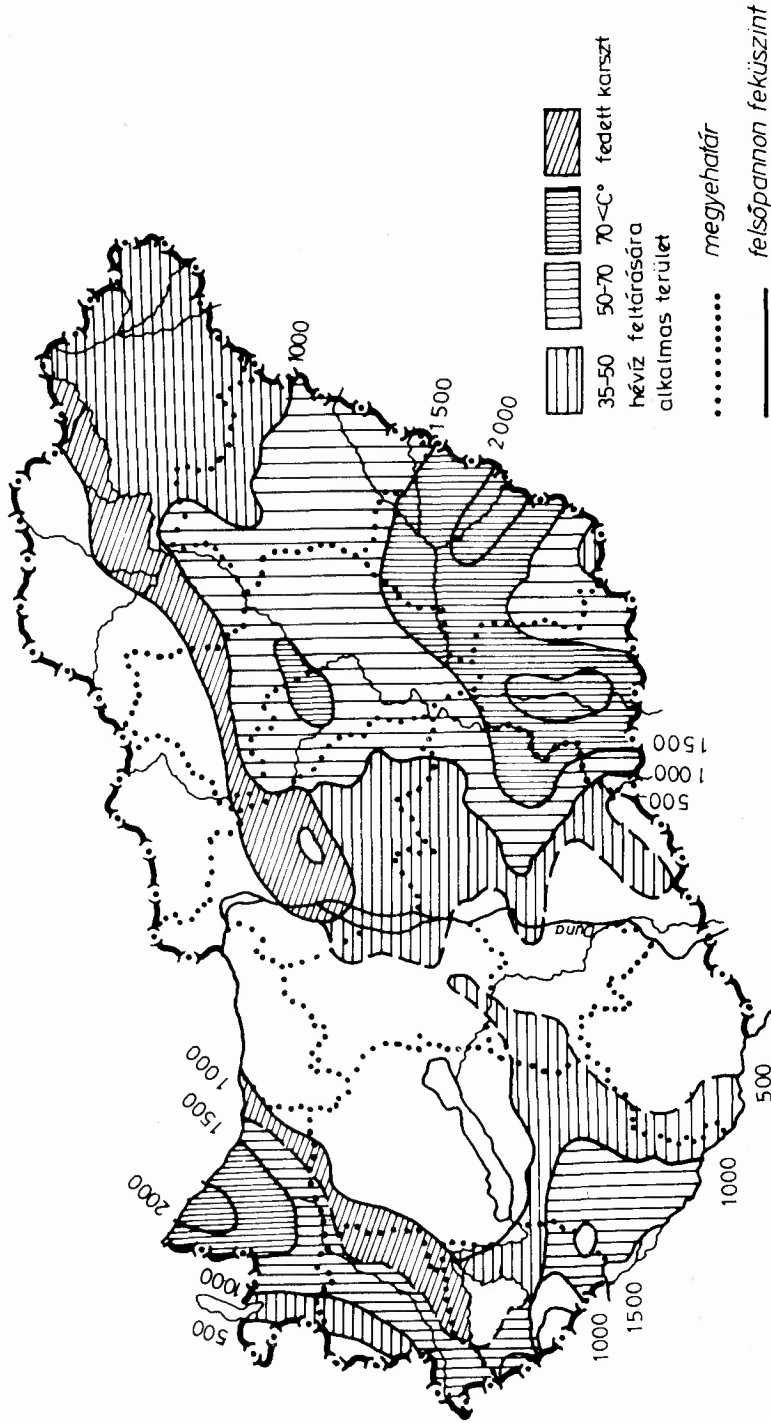 2000
1500
1000
500
1000
Duna
1000
1500
2000
500
1000
1500
1000
1500
1000
500
35-50 50-70 70<C° fedett karszt
hévíz feltárására
alkalmas terület
megyehatár
felsőpannon feküszint